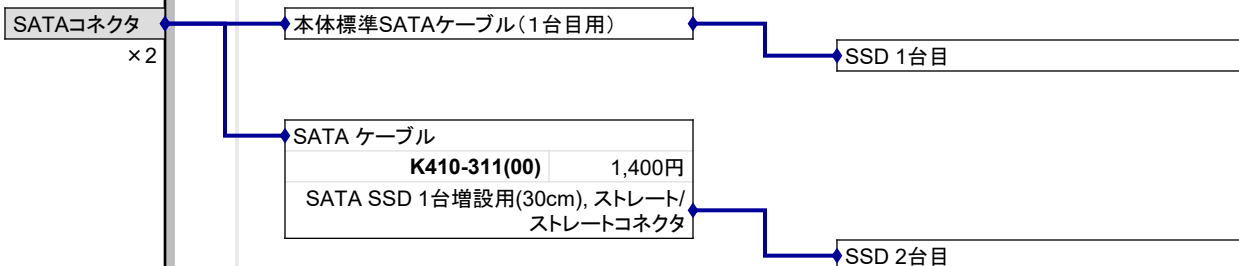 SATAコネクタ
×2
本体標準SATAケーブル（１台目用）
SSD 1台目
SATA ケーブル
K410-311(00) 1,400円
SATA SSD 1台増設用(30cm), ストレート/
ストレートコネクタ
SSD 2台目